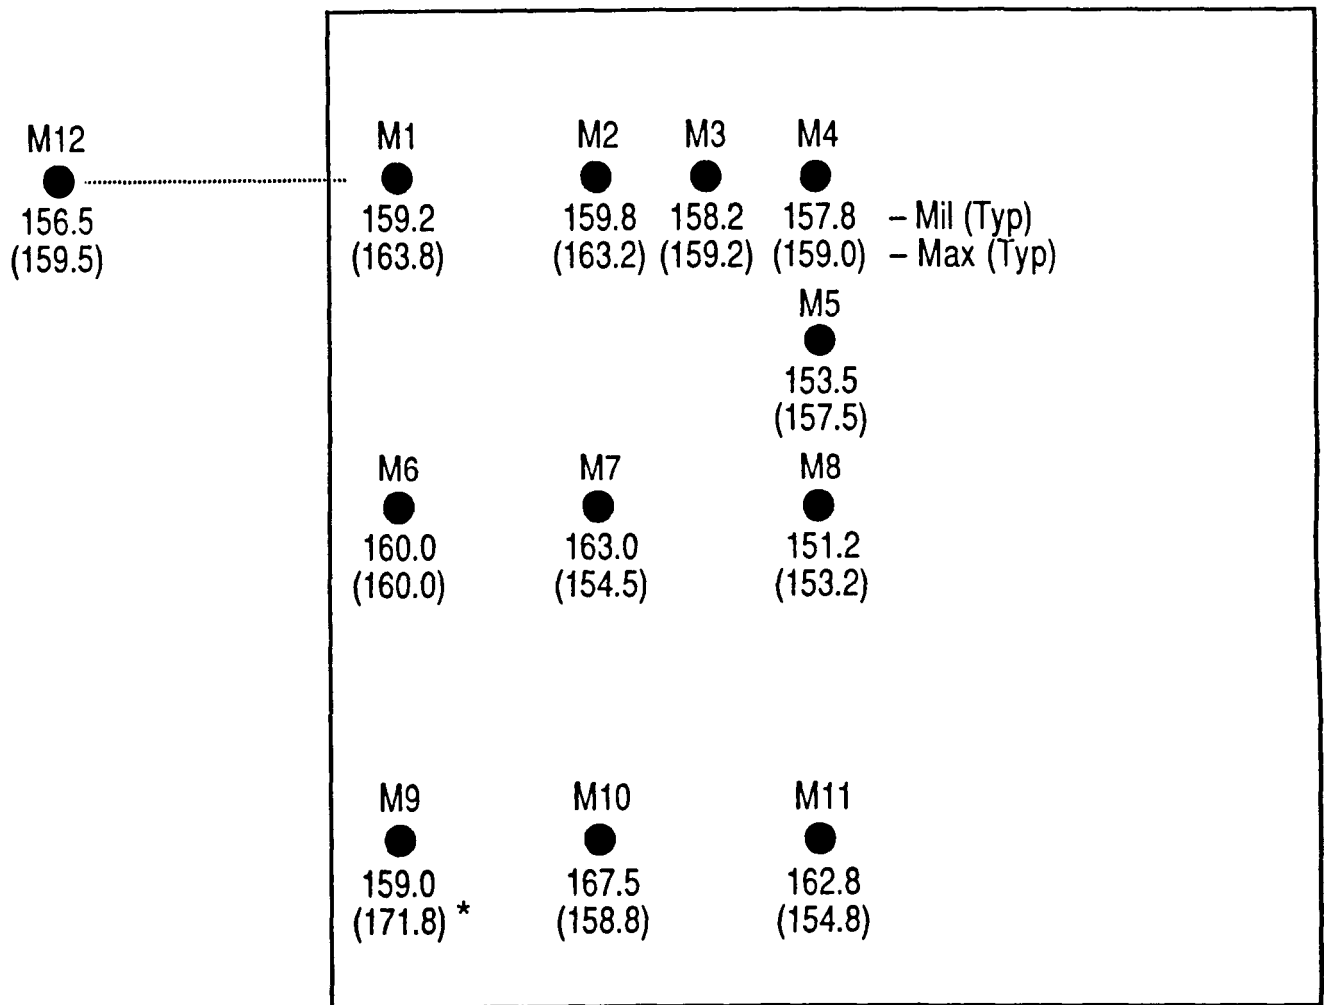 M12 M1 M2 M3 M4
156.5 159.2 159.8 158.2 157.8 – Mil (Typ)
(159.5) (163.8) (163.2) (159.2) (159.0) – Max (Typ)
M5
153.5
(157.5)
M6 M7 M8
160.0 163.0 151.2
(160.0) (154.5) (153.2)
M9 M10 M11
159.0 167.5 162.8
(171.8) * (158.8) (154.8)